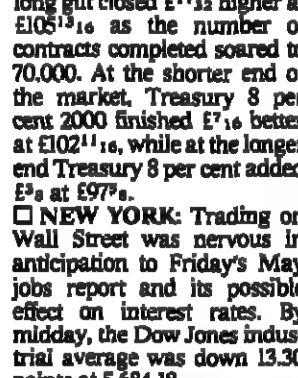 long gilt closed £¹¹32 higher a
£105¹³16 as the number o
contracts completed soared to
70,000. At the shorter end o
the market, Treasury 8 per
cent 2000 finished £⁷16 better
at £102¹¹16, while at the longer
end Treasury 8 per cent added
£³8 at £97⁷8.
□ NEW YORK: Trading on
Wall Street was nervous in
anticipation to Friday's May
jobs report and its possible
effect on interest rates. By
midday, the Dow Jones indus
trial average was down 13.30
points at 5,684.18